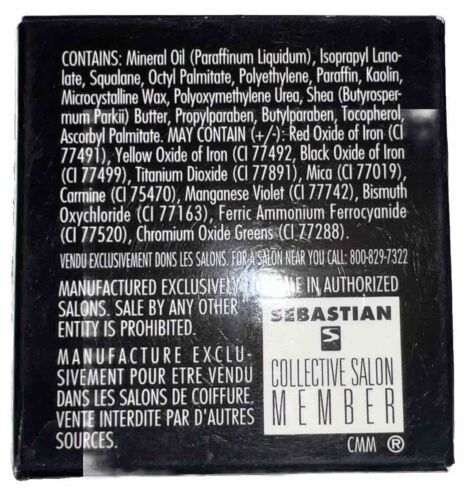 CONTAINS: Mineral Oil (Paraffinum Liquidum), Isopropyl Lano-
late, Squalane, Octyl Palmitate, Polyethylene, Paraffin, Kaolin,
Microcystalline Wax, Polyoxymethylene Urea, Shea (Butyrosper-
mum Parkii) Butter, Propylparaben, Butylparaben, Tocopherol,
Ascorbyl Palmitate. MAY CONTAIN (+/-): Red Oxide of Iron (CI
77491), Yellow Oxide of Iron (CI 77492, Black Oxide of Iron
(CI 77499), Titanium Dioxide (CI 77891), Mica (CI 77019),
Carmine (CI 75470), Manganese Violet (CI 77742), Bismuth
Oxychloride (CI 77163), Ferric Ammonium Ferrocyanide
(CI 77520), Chromium Oxide Greens (CI 77288).
VENDU EXCLUSIVEMENT DONS LES SALONS. FOR A SALON NEAR YOU CALL: 800-829-7322
MANUFACTURED EXCLUSIVELY IN AUTHORIZED
SALONS. SALE BY ANY OTHER
ENTITY IS PROHIBITED.
MANUFACTURE EXCLU-
SIVEMENT POUR ETRE VENDU
DANS LES SALONS DE COIFFURE.
VENTE INTERDITE PAR D'AUTRES
SOURCES.
SEBASTIAN
COLLECTIVE SALON
MEMBER
CMM ®